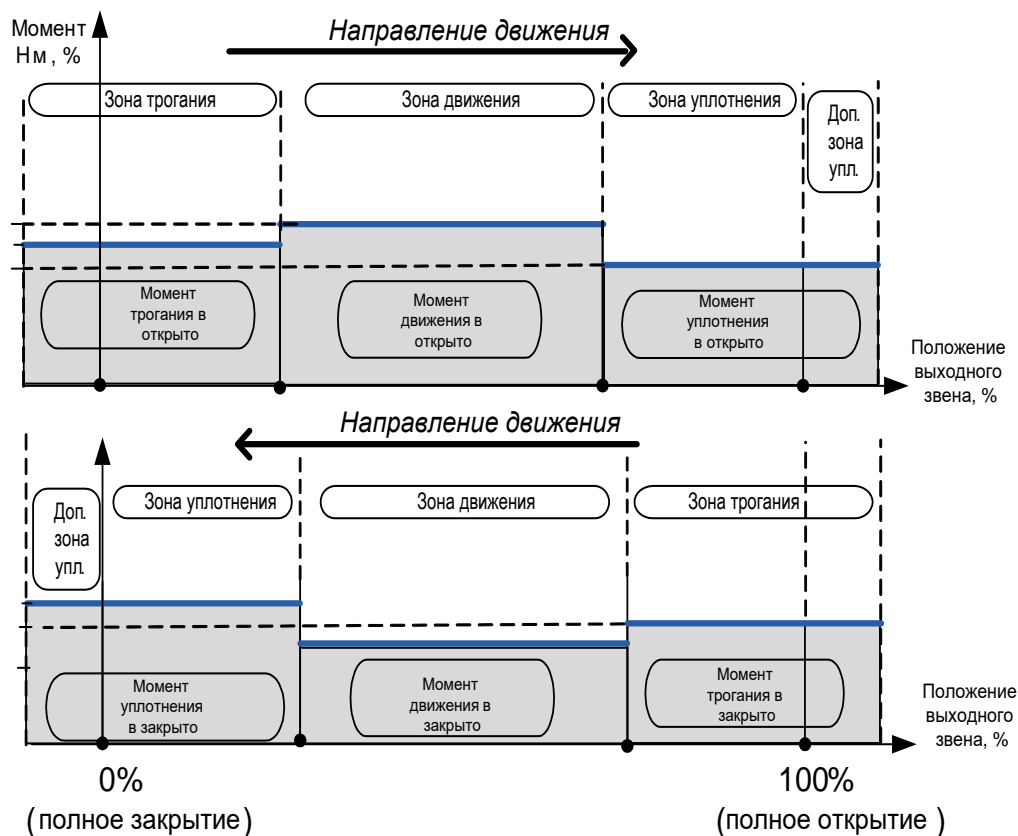 Момент
Нм , %
Направление движения
Зона трогания
Зона движения
Зона уплотнения
Доп.
зона
упл.
Момент
трогания в
открыто
Момент
движения в
открыто
Момент
уплотнения
в открыто
Положение
выходного
звена, %
Направление движения
Доп.
зона
упл.
Зона уплотнения
Зона движения
Зона трогания
Момент
уплотнения
в закрыто
Момент
движения в
закрыто
Момент
трогания в
закрыто
Положение
выходного
звена, %
0%
(полное закрытие)
100%
(полное открытие )